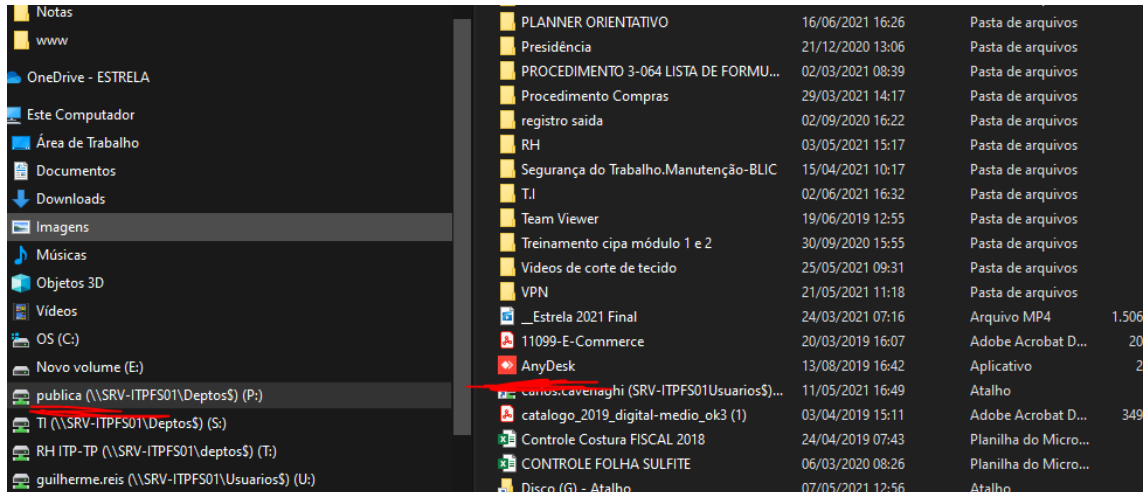 Notas
www
OneDrive - ESTRELA
Este Computador
Área de Trabalho
Documentos
Downloads
Imagens
Músicas
Objetos 3D
Vídeos
OS (C:)
Novo volume (E:)
publica (\\SRV-ITPFS01\Deptos$) (P:)
TI (\\SRV-ITPFS01\Deptos$) (S:)
RH ITP-TP (\\SRV-ITPFS01\deptos$) (T:)
guilherme.reis (\\SRV-ITPFS01\Usuarios$) (U:)
PLANNER ORIENTATIVO 16/06/2021 16:26 Pasta de arquivos
Presidência 21/12/2020 13:06 Pasta de arquivos
PROCEDIMENTO 3-064 LISTA DE FORMU... 02/03/2021 08:39 Pasta de arquivos
Procedimento Compras 29/03/2021 14:17 Pasta de arquivos
registro saida 02/09/2020 16:22 Pasta de arquivos
RH 03/05/2021 15:17 Pasta de arquivos
Segurança do Trabalho.Manutenção-BLIC 15/04/2021 10:17 Pasta de arquivos
T.I 02/06/2021 16:32 Pasta de arquivos
Team Viewer 19/06/2019 12:55 Pasta de arquivos
Treinamento cipa módulo 1 e 2 30/09/2020 15:55 Pasta de arquivos
Videos de corte de tecido 25/05/2021 09:31 Pasta de arquivos
VPN 21/05/2021 11:18 Pasta de arquivos
__Estrela 2021 Final 24/03/2021 07:16 Arquivo MP4 1.506
11099-E-Commerce 20/03/2019 16:07 Adobe Acrobat D... 20
AnyDesk 13/08/2019 16:42 Aplicativo 2
carlos.cavenaghi (SRV-ITPFS01Usuarios$)... 11/05/2021 16:49 Atalho
catalogo_2019_digital-medio_ok3 (1) 03/04/2019 15:11 Adobe Acrobat D... 349
Controle Costura FISCAL 2018 24/04/2019 07:43 Planilha do Micro...
CONTROLE FOLHA SULFITE 06/03/2020 08:26 Planilha do Micro...
Disco (G) - Atalho 07/05/2021 12:56 Atalho